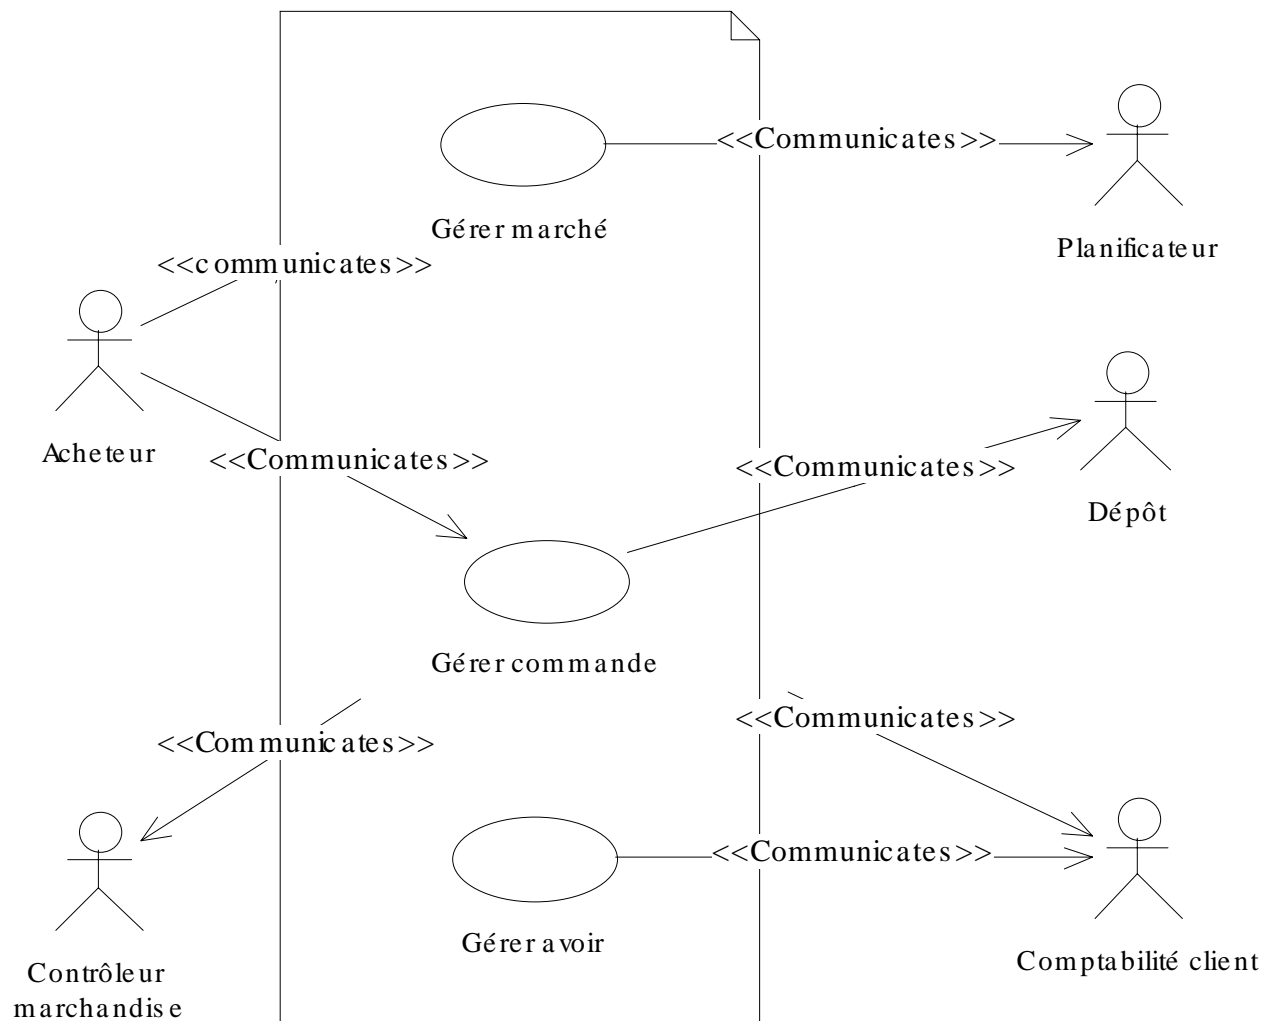 <<Communicates>>
Gérer marché
Planificateur
<<communicates>>
Acheteur
<<Communicates>>
<<Communicates>>
Dépôt
Gérer commande
<<Communicates>>
<<Communicates>>
<<Communicates>>
Gérer avoir
Comptabilité client
Contrôleur
marchandise